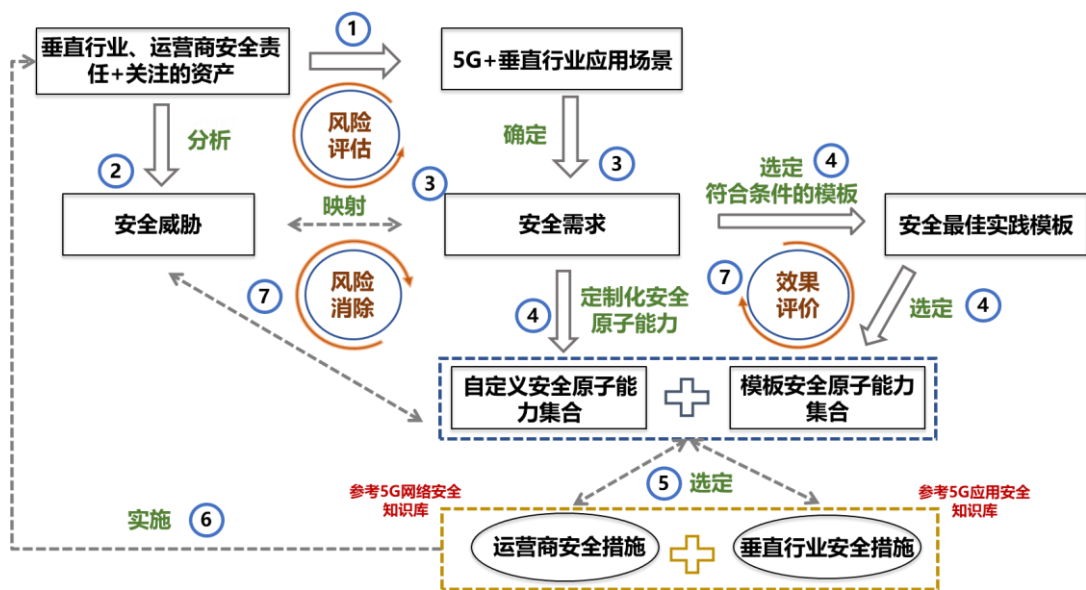 垂直行业、运营商安全责
任+关注的资产
1
5G+垂直行业应用场景
分析
风险
评估
确定
2
3
3
选定
4
符合条件的模板
安全威胁
映射
安全需求
安全最佳实践模板
7
风险
消除
4
定制化安全
原子能力
7
效果
评价
选定
4
自定义安全原子能
力集合
模板安全原子能力
集合
参考5G网络安全
知识库
5
选定
参考5G应用安全
知识库
实施
6
运营商安全措施
垂直行业安全措施